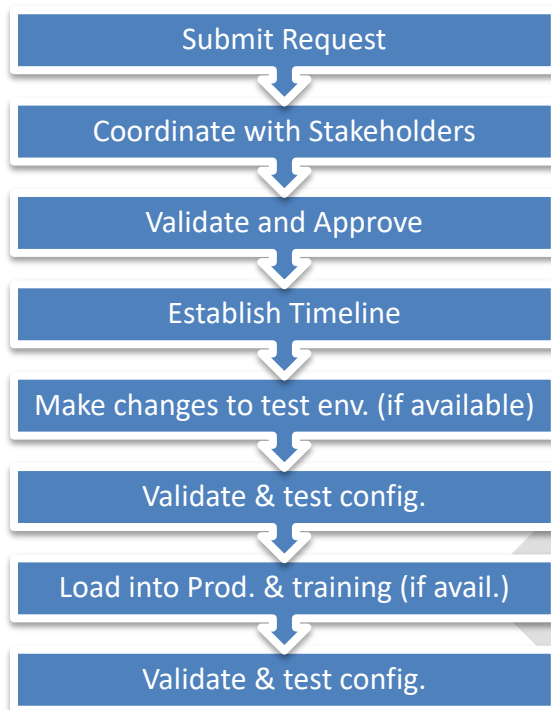 Submit Request
Coordinate with Stakeholders
Validate and Approve
Establish Timeline
Make changes to test env. (if available)
Validate & test config.
Load into Prod. & training (if avail.)
Validate & test config.